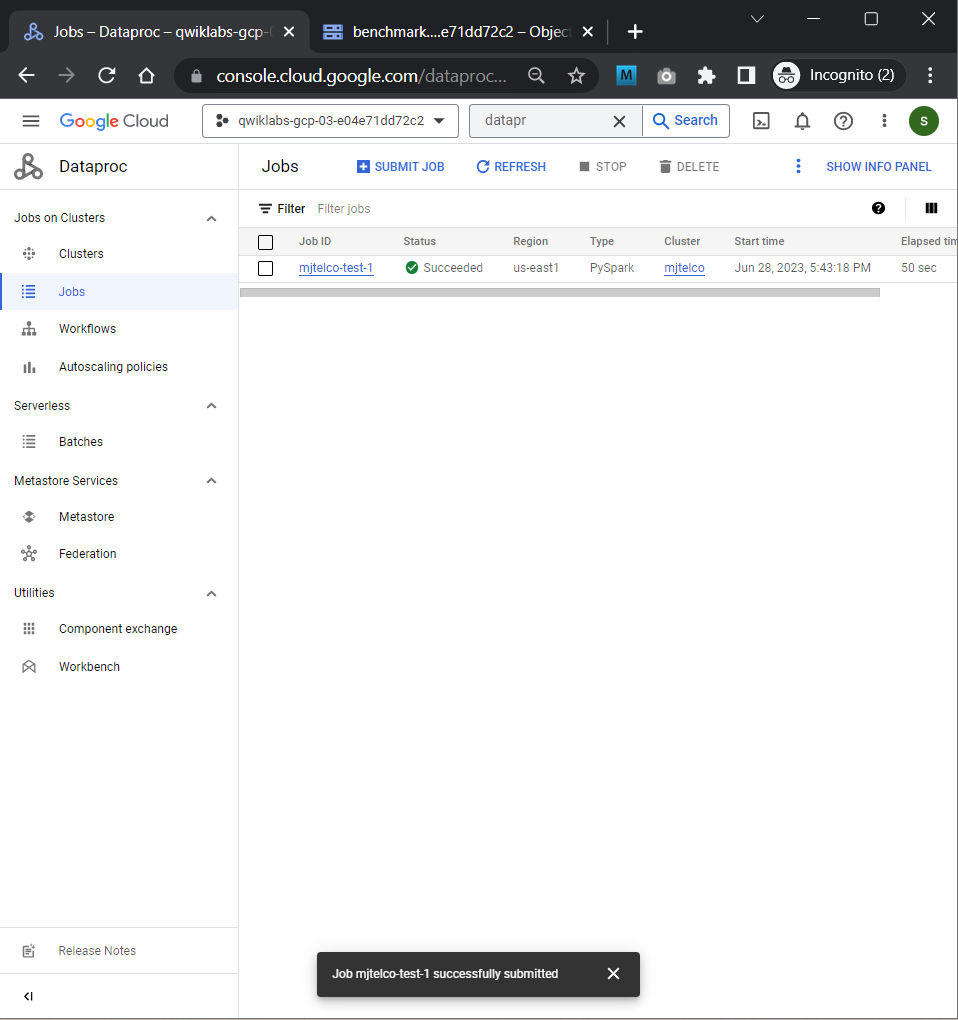 Jobs – Dataproc – qwiklabs-gcp-
benchmark....e71dd72c2 – Objec
console.cloud.google.com/dataproc...
M
Incognito (2)
Google Cloud
qwiklabs-gcp-03-e04e71dd72c2
datapr
Search
S
Dataproc
Jobs
SUBMIT JOB
REFRESH
STOP
DELETE
SHOW INFO PANEL
Jobs on Clusters
Clusters
Jobs
Workflows
Autoscaling policies
Serverless
Batches
Metastore Services
Metastore
Federation
Utilities
Component exchange
Workbench
Release Notes
Filter Filter jobs
Job ID Status Region Type Cluster Start time Elapsed tim
mjtelco-test-1 Succeeded us-east1 PySpark mjtelco Jun 28, 2023, 5:43:18 PM 50 sec
Job mjtelco-test-1 successfully submitted